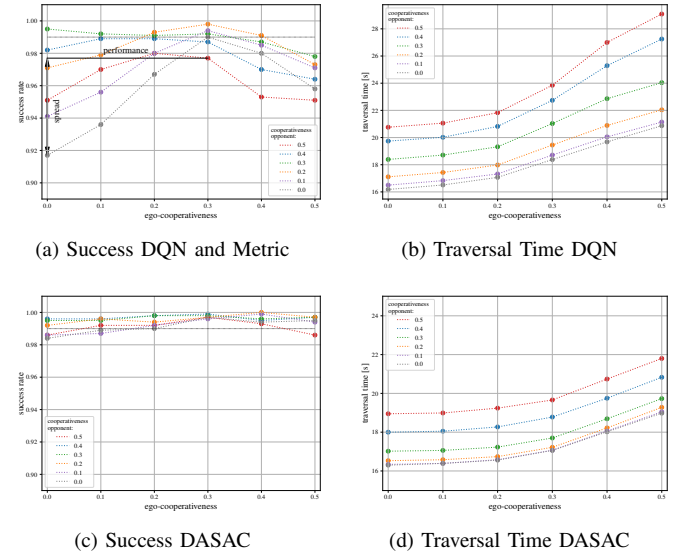 1.00
0.98
0.96
0.94
0.92
success rate
performance
spread
cooperativeness
opponent:
0.5
0.4
0.3
0.2
0.1
0.0
0.0 0.1 0.2 0.3 0.4 0.5
ego-cooperativeness
(a) Success DQN and Metric
28
26
24
22
20
18
16
traversal time [s]
cooperativeness
opponent:
0.5
0.4
0.3
0.2
0.1
0.0
0.0 0.1 0.2 0.3 0.4 0.5
ego-cooperativeness
(b) Traversal Time DQN
1.00
0.98
0.96
0.94
0.92
0.90
success rate
cooperativeness
opponent:
0.5
0.4
0.3
0.2
0.1
0.0
0.0 0.1 0.2 0.3 0.4 0.5
ego-cooperativeness
(c) Success DASAC
24
22
20
18
16
traversal time [s]
cooperativeness
opponent:
0.5
0.4
0.3
0.2
0.1
0.0
0.0 0.1 0.2 0.3 0.4 0.5
ego-cooperativeness
(d) Traversal Time DASAC